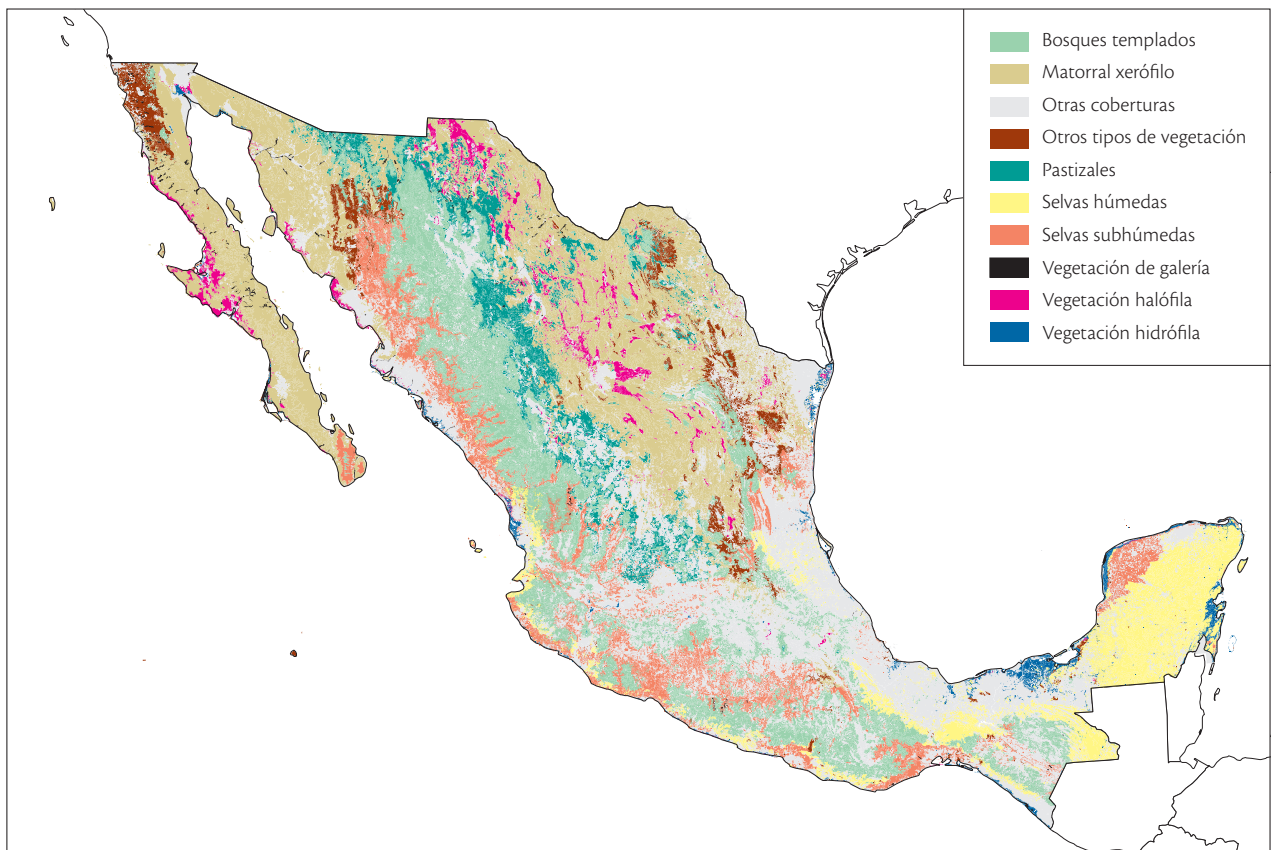 Bosques templados
Matorral xerófilo
Otras coberturas
Otros tipos de vegetación
Pastizales
Selvas húmedas
Selvas subhúmedas
Vegetación de galería
Vegetación halófila
Vegetación hidrófila